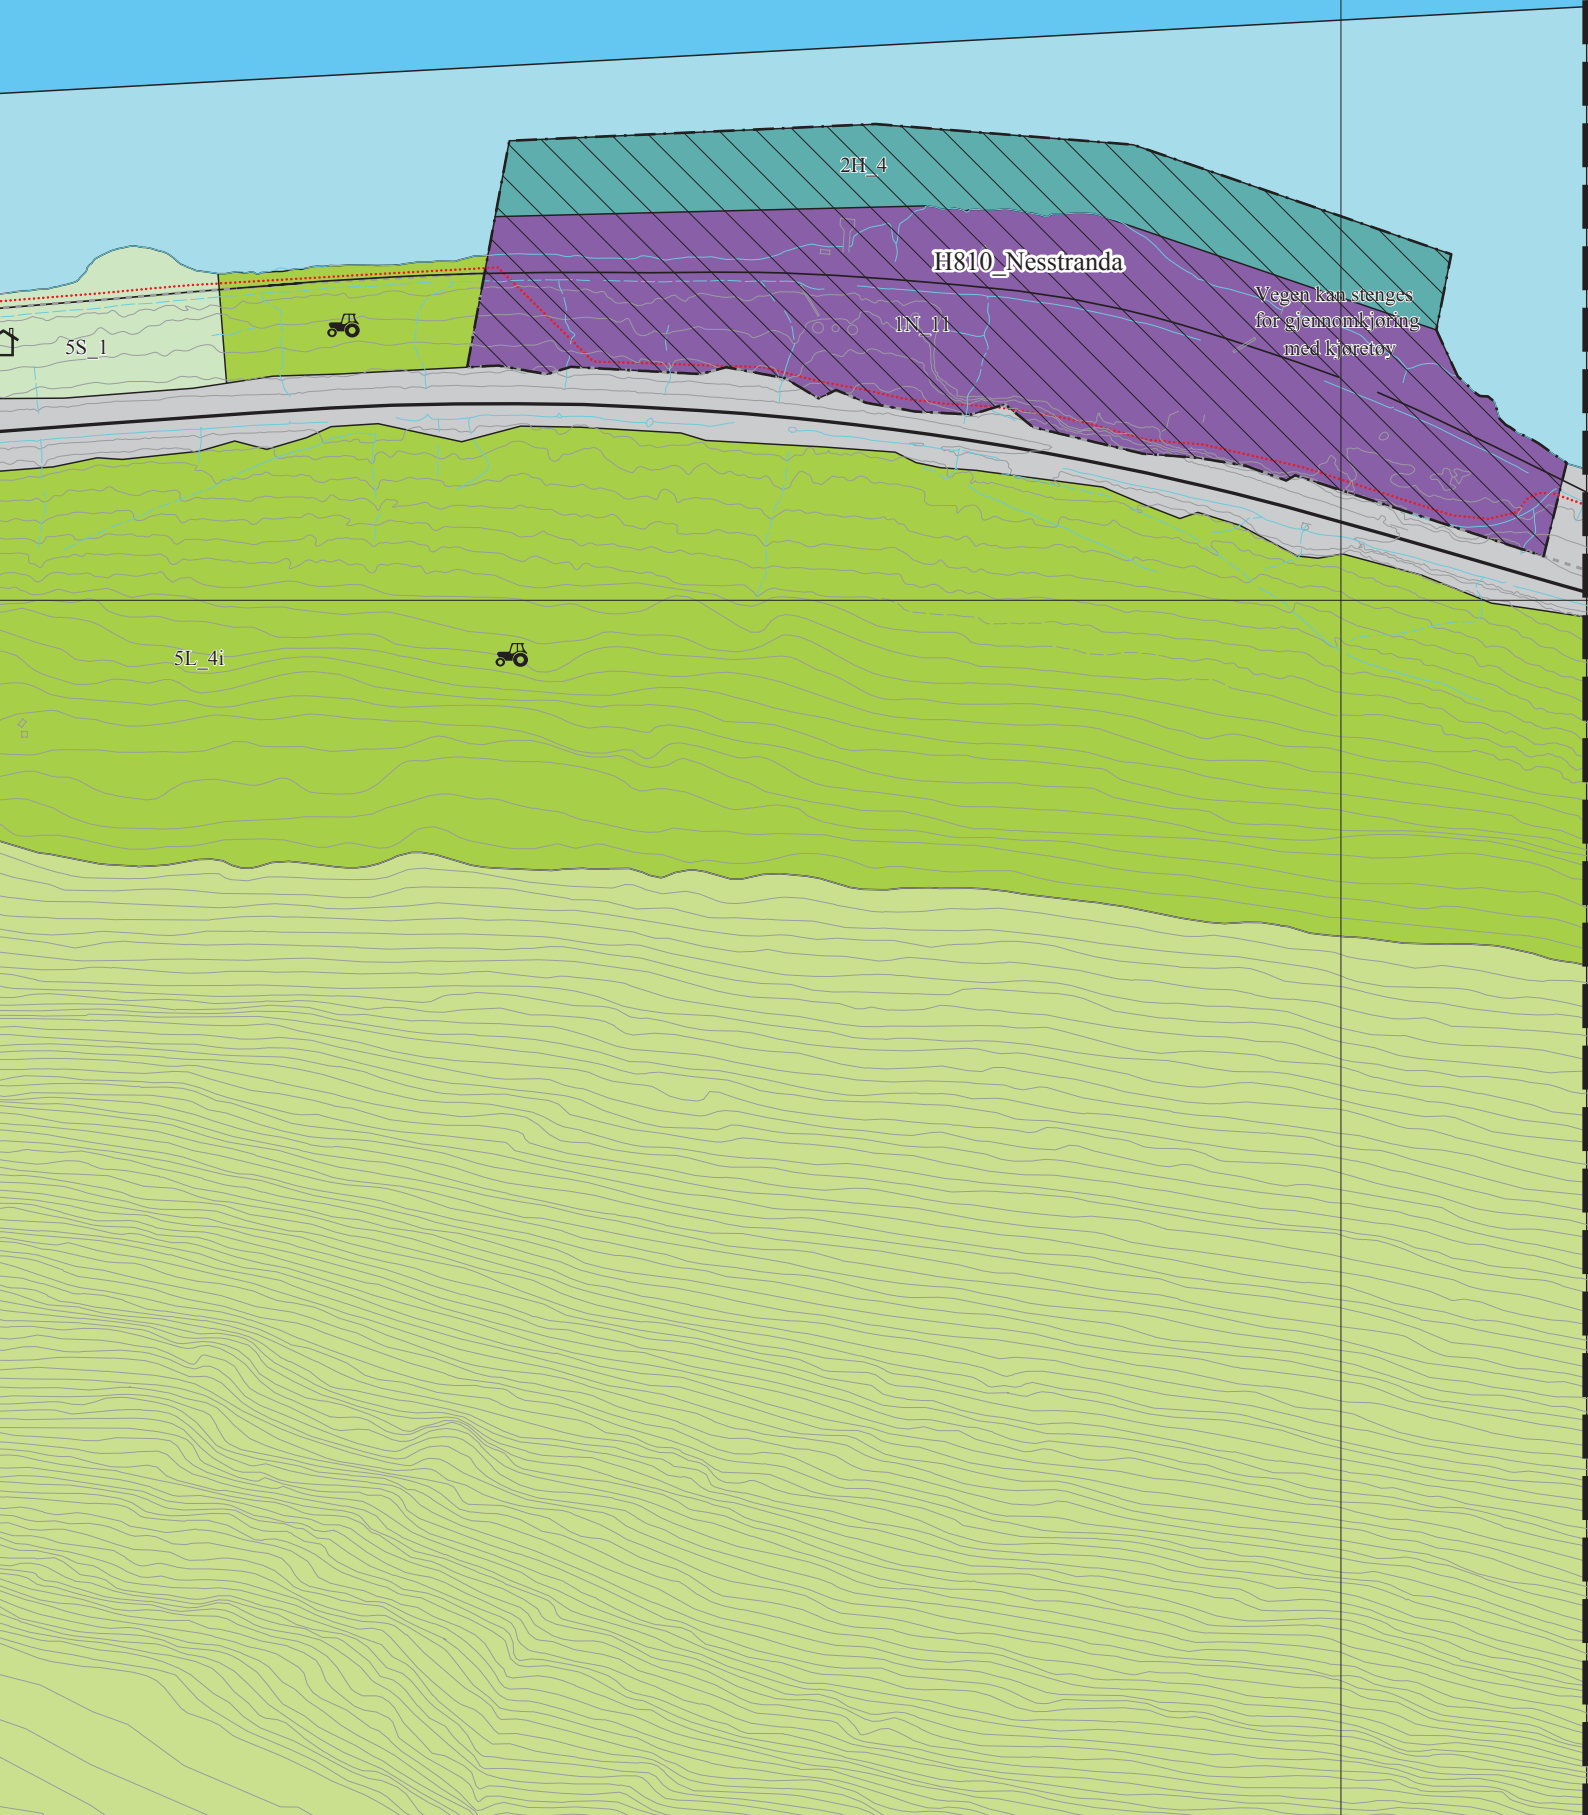 2H_4
H810_Nesstranda
Vegen kan stenges
for gjennomkjøring
med kjøretøy
1N_11
5S_1
5L_4i